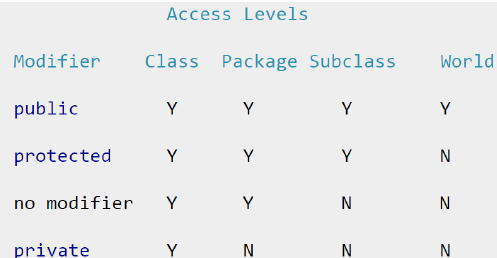 Access Levels
Modifier Class Package Subclass World
public Y Y Y Y
protected Y Y Y N
no modifier Y Y N N
private Y N N N